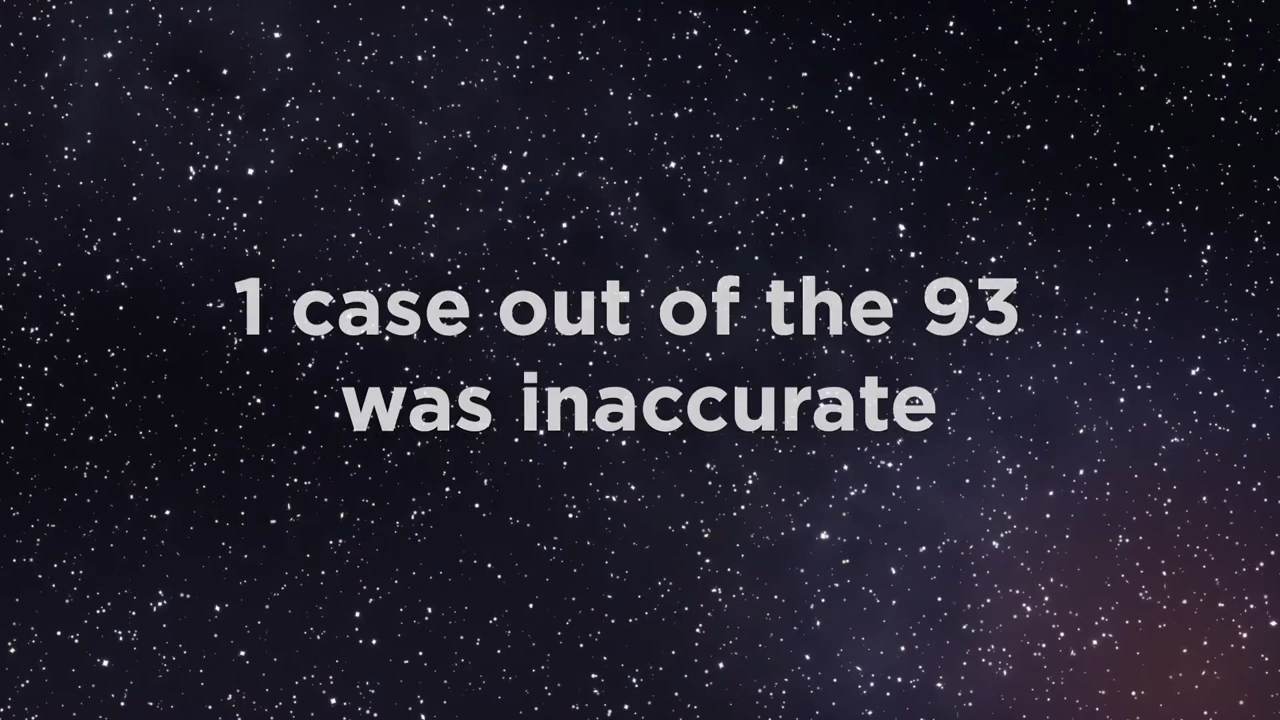 1 case out of the 93
was inaccurate